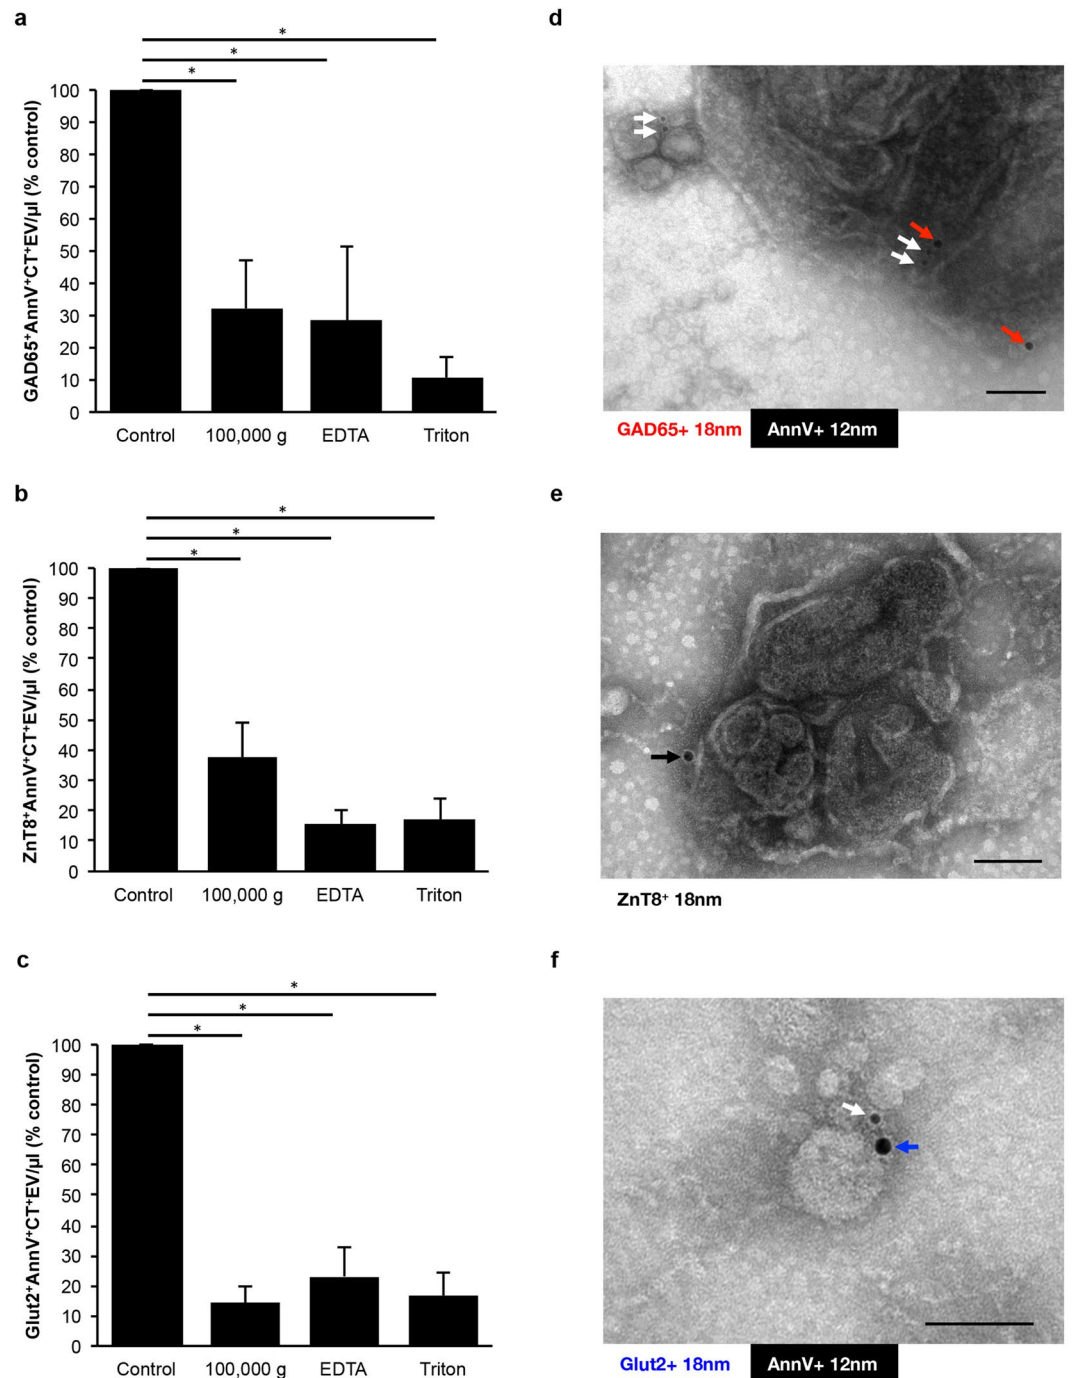 a
*
*
*
GAD65⁺AnnV⁺CT⁺EV/µl (% control)
100
90
80
70
60
50
40
30
20
10
0
Control 100,000 g EDTA Triton
d
GAD65+ 18nm AnnV+ 12nm
b
*
*
*
ZnT8⁺AnnV⁺CT⁺EV/µl (% control)
100
90
80
70
60
50
40
30
20
10
0
Control 100,000 g EDTA Triton
e
ZnT8⁺ 18nm
c
*
*
*
Glut2⁺AnnV⁺CT⁺EV/µl (% control)
100
90
80
70
60
50
40
30
20
10
0
Control 100,000 g EDTA Triton
f
Glut2+ 18nm AnnV+ 12nm